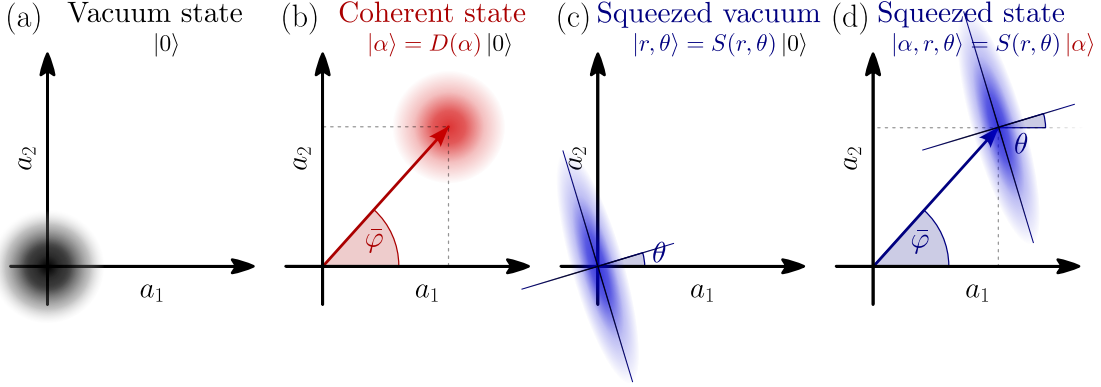 (a) Vacuum state
|0⟩
a₂
a₁
(b) Coherent state
|α⟩ = D(α) |0⟩
a₂
φ̄
a₁
(c) Squeezed vacuum
|r, θ⟩ = S(r, θ) |0⟩
a₂
θ
a₁
(d) Squeezed state
|α, r, θ⟩ = S(r, θ) |α⟩
a₂
θ
φ̄
a₁